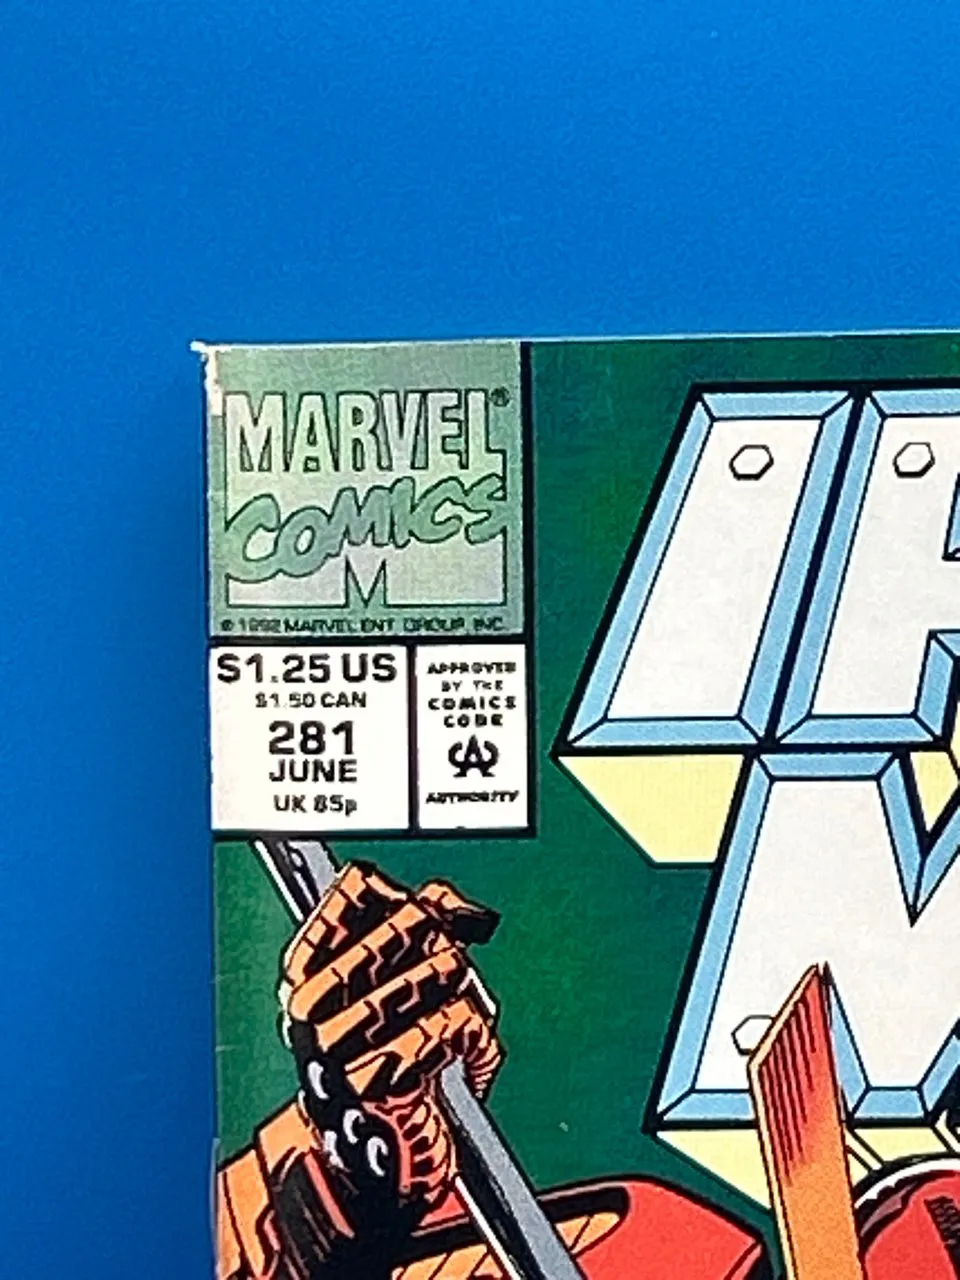 MARVEL®
COMICS
M
© 1992 MARVEL ENT. GROUP, INC.
$1.25 US
$1.50 CAN
281
JUNE
UK 85p
APPROVED
BY THE
COMICS
CODE
CA
AUTHORITY
I
M